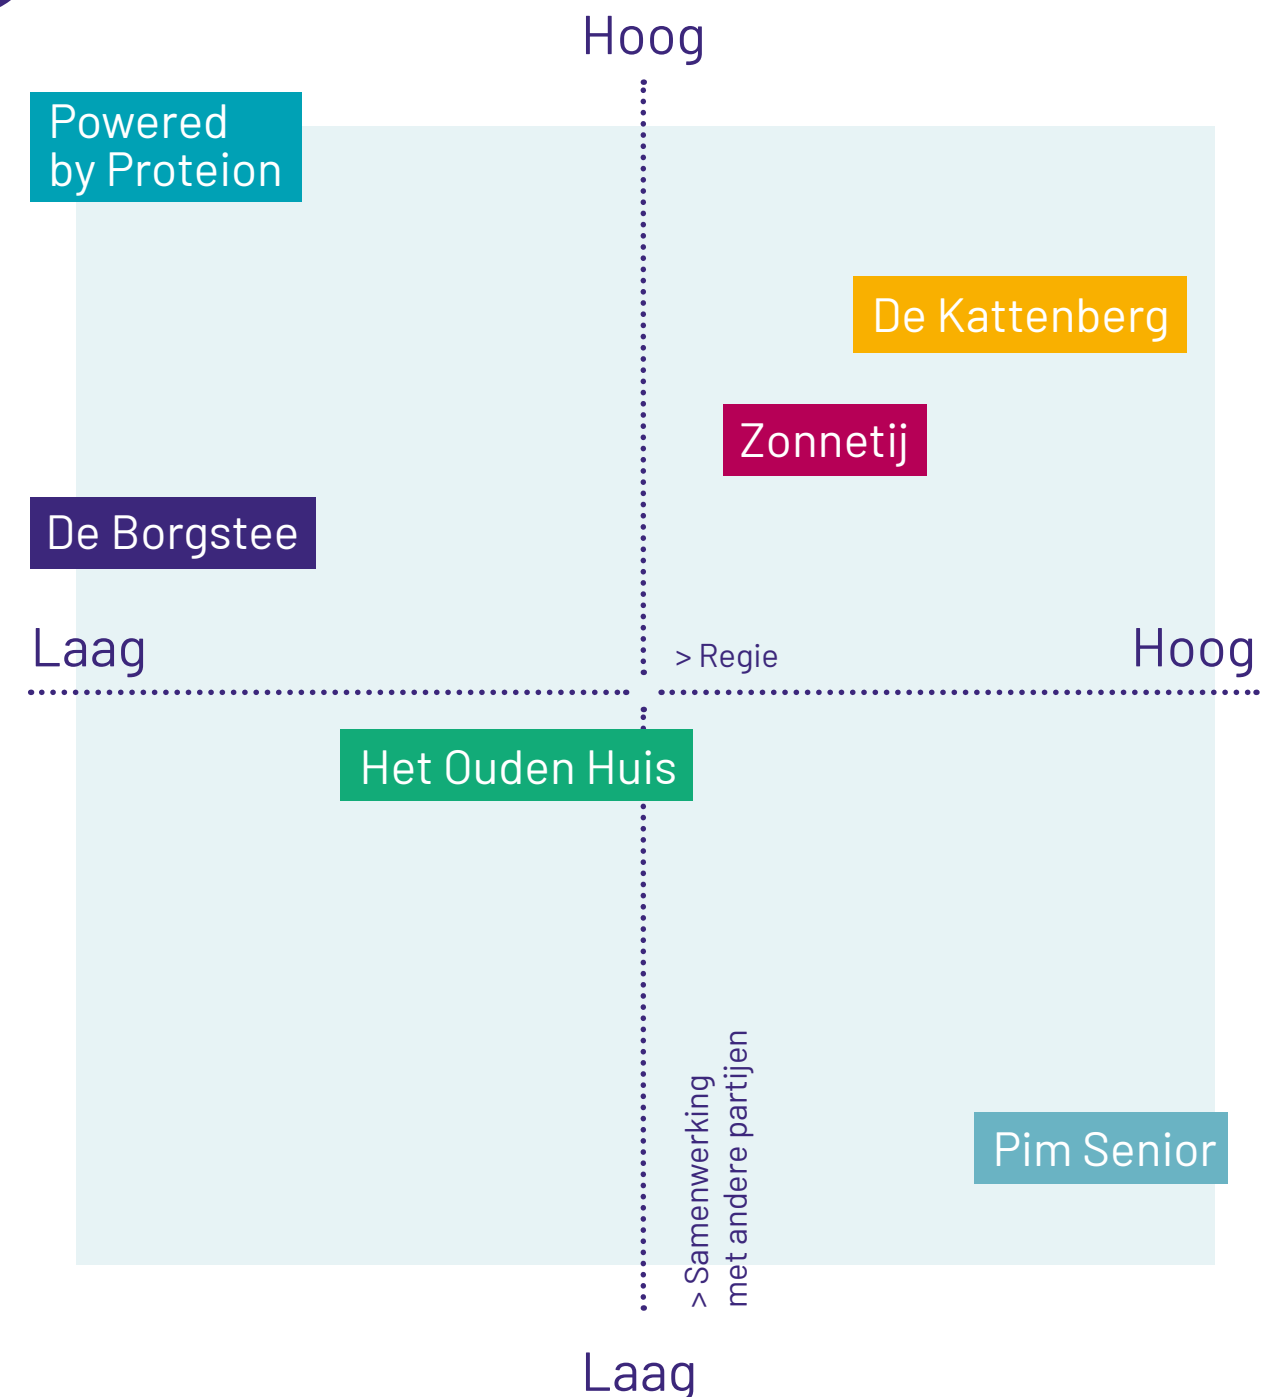 Hoog
Powered
by Proteion
De Kattenberg
Zonnetij
De Borgstee
Laag
> Regie
Hoog
Het Ouden Huis
> Samenwerking
met andere partijen
Pim Senior
Laag